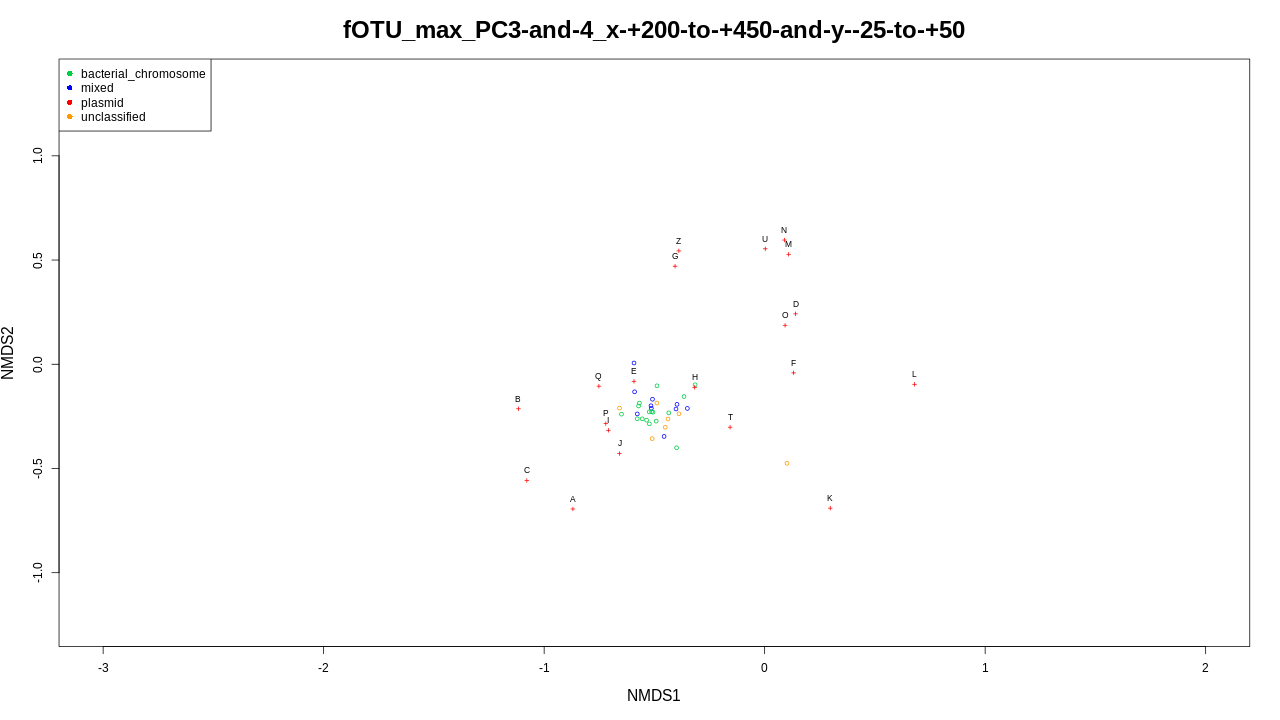 fOTU_max_PC3-and-4_x-+200-to-+450-and-y--25-to-+50
bacterial_chromosome
mixed
plasmid
unclassified
1.0
0.5
0.0
-0.5
-1.0
NMDS2
N
U
Z
M
G
D
O
F
E
L
Q
H
B
P
T
I
J
C
K
A
-3
-2
-1
0
1
2
NMDS1